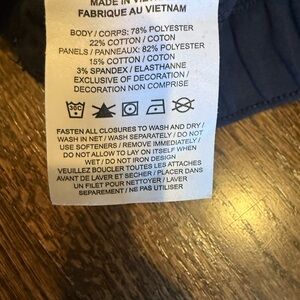 MADE IN VIETNAM
FABRIQUE AU VIETNAM
BODY / CORPS: 78% POLYESTER
22% COTTON / COTON
PANELS / PANNEAUX: 82% POLYESTER
15% COTTON / COTON
3% SPANDEX / ELASTHANNE
EXCLUSIVE OF DECORATION /
DECORATION NON COMPRISE
30C
FASTEN ALL CLOSURES TO WASH AND DRY /
WASH IN NET / WASH SEPARATELY / DO NOT
USE SOFTENERS / REMOVE IMMEDIATELY /
DO NOT ALLOW TO LAY ON ITSELF WHEN
WET / DO NOT IRON DESIGN
VEUILLEZ BOUCLER TOUTES LES ATTACHES
AVANT DE LAVER ET SECHER / PLACER DANS
UN FILET POUR NETTOYER / LAVER
SEPAREMENT / NE PAS UTILISER